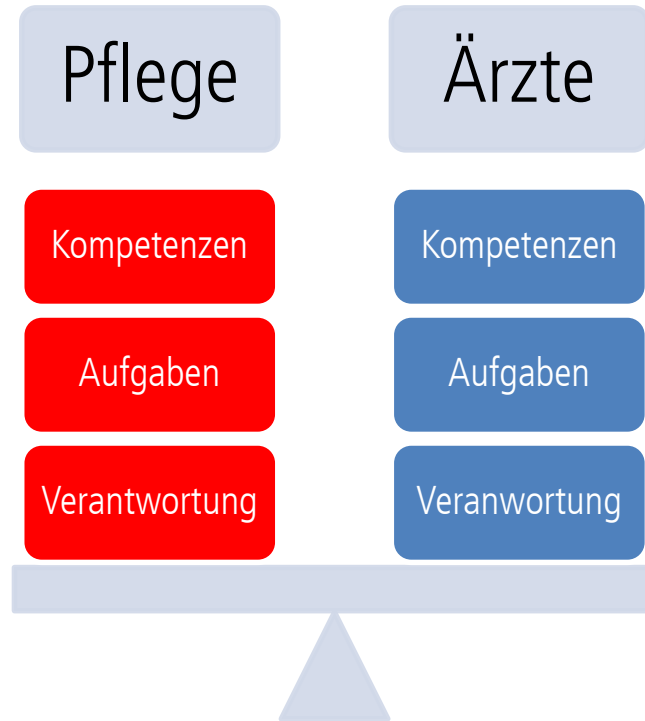 Pflege
Ärzte
Kompetenzen
Kompetenzen
Aufgaben
Aufgaben
Verantwortung
Veranwortung